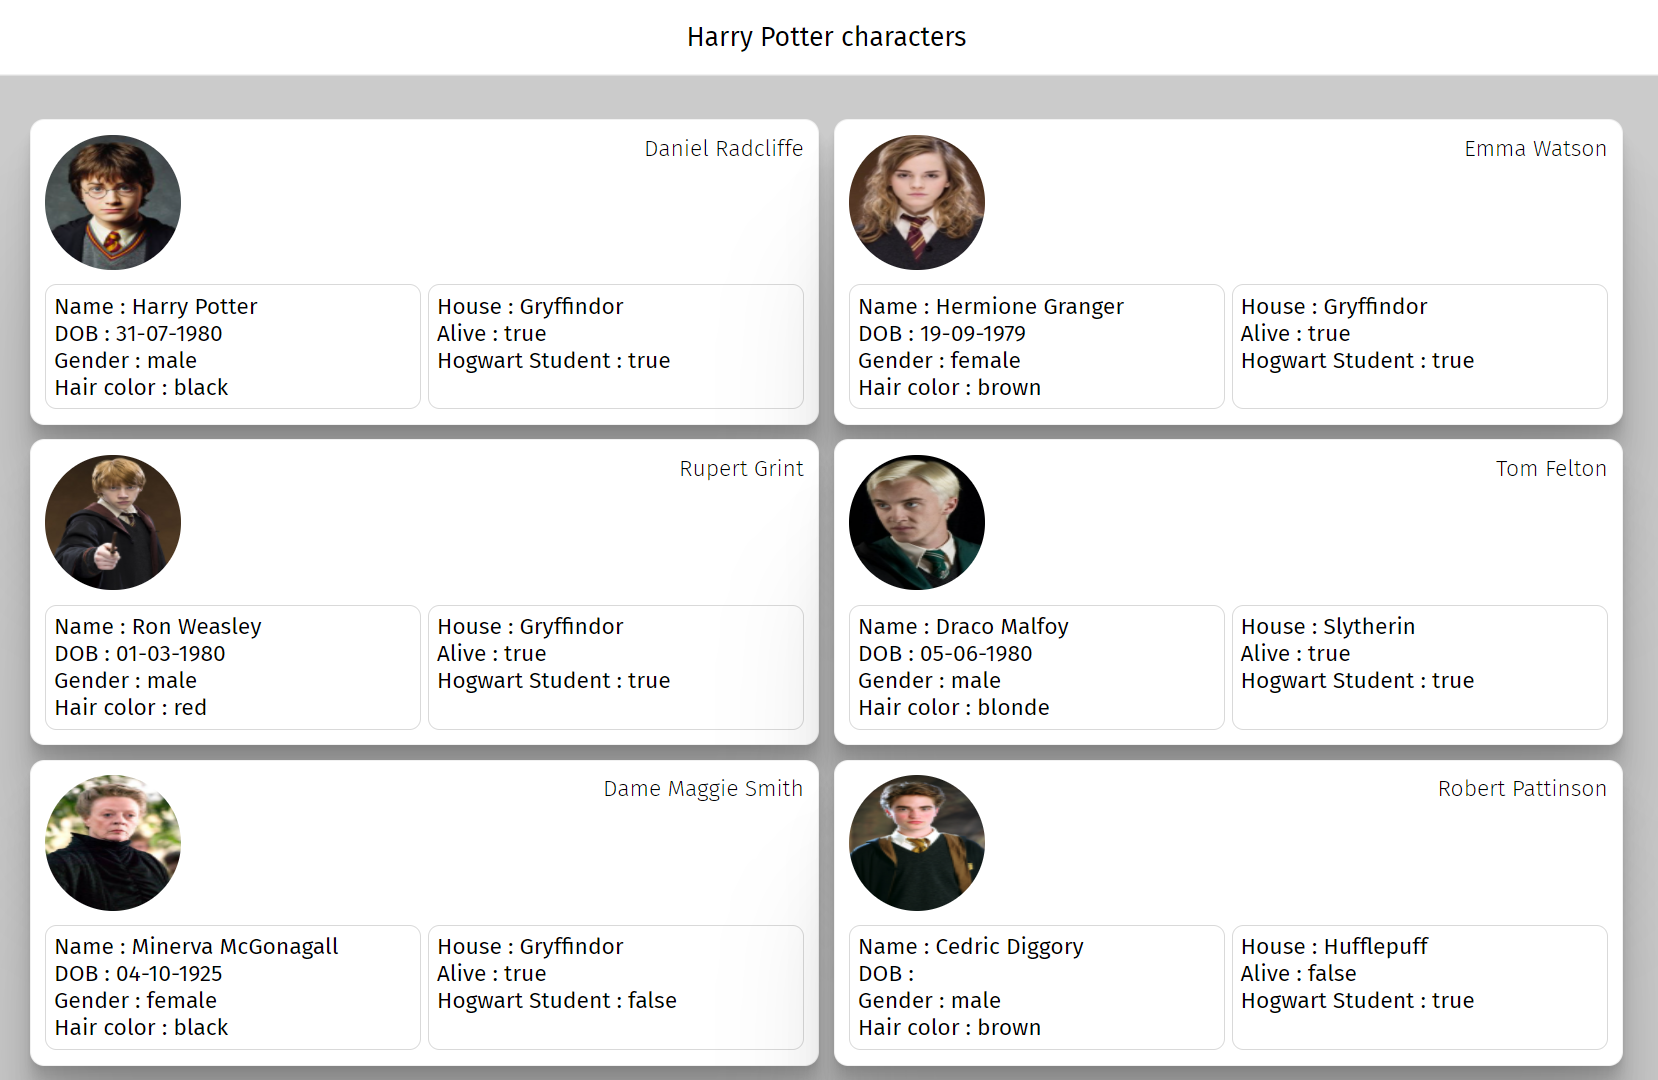 Harry Potter characters
Daniel Radcliffe
Name : Harry Potter
DOB : 31-07-1980
Gender : male
Hair color : black
House : Gryffindor
Alive : true
Hogwart Student : true
Emma Watson
Name : Hermione Granger
DOB : 19-09-1979
Gender : female
Hair color : brown
House : Gryffindor
Alive : true
Hogwart Student : true
Rupert Grint
Name : Ron Weasley
DOB : 01-03-1980
Gender : male
Hair color : red
House : Gryffindor
Alive : true
Hogwart Student : true
Tom Felton
Name : Draco Malfoy
DOB : 05-06-1980
Gender : male
Hair color : blonde
House : Slytherin
Alive : true
Hogwart Student : true
Dame Maggie Smith
Name : Minerva McGonagall
DOB : 04-10-1925
Gender : female
Hair color : black
House : Gryffindor
Alive : true
Hogwart Student : false
Robert Pattinson
Name : Cedric Diggory
DOB :
Gender : male
Hair color : brown
House : Hufflepuff
Alive : false
Hogwart Student : true